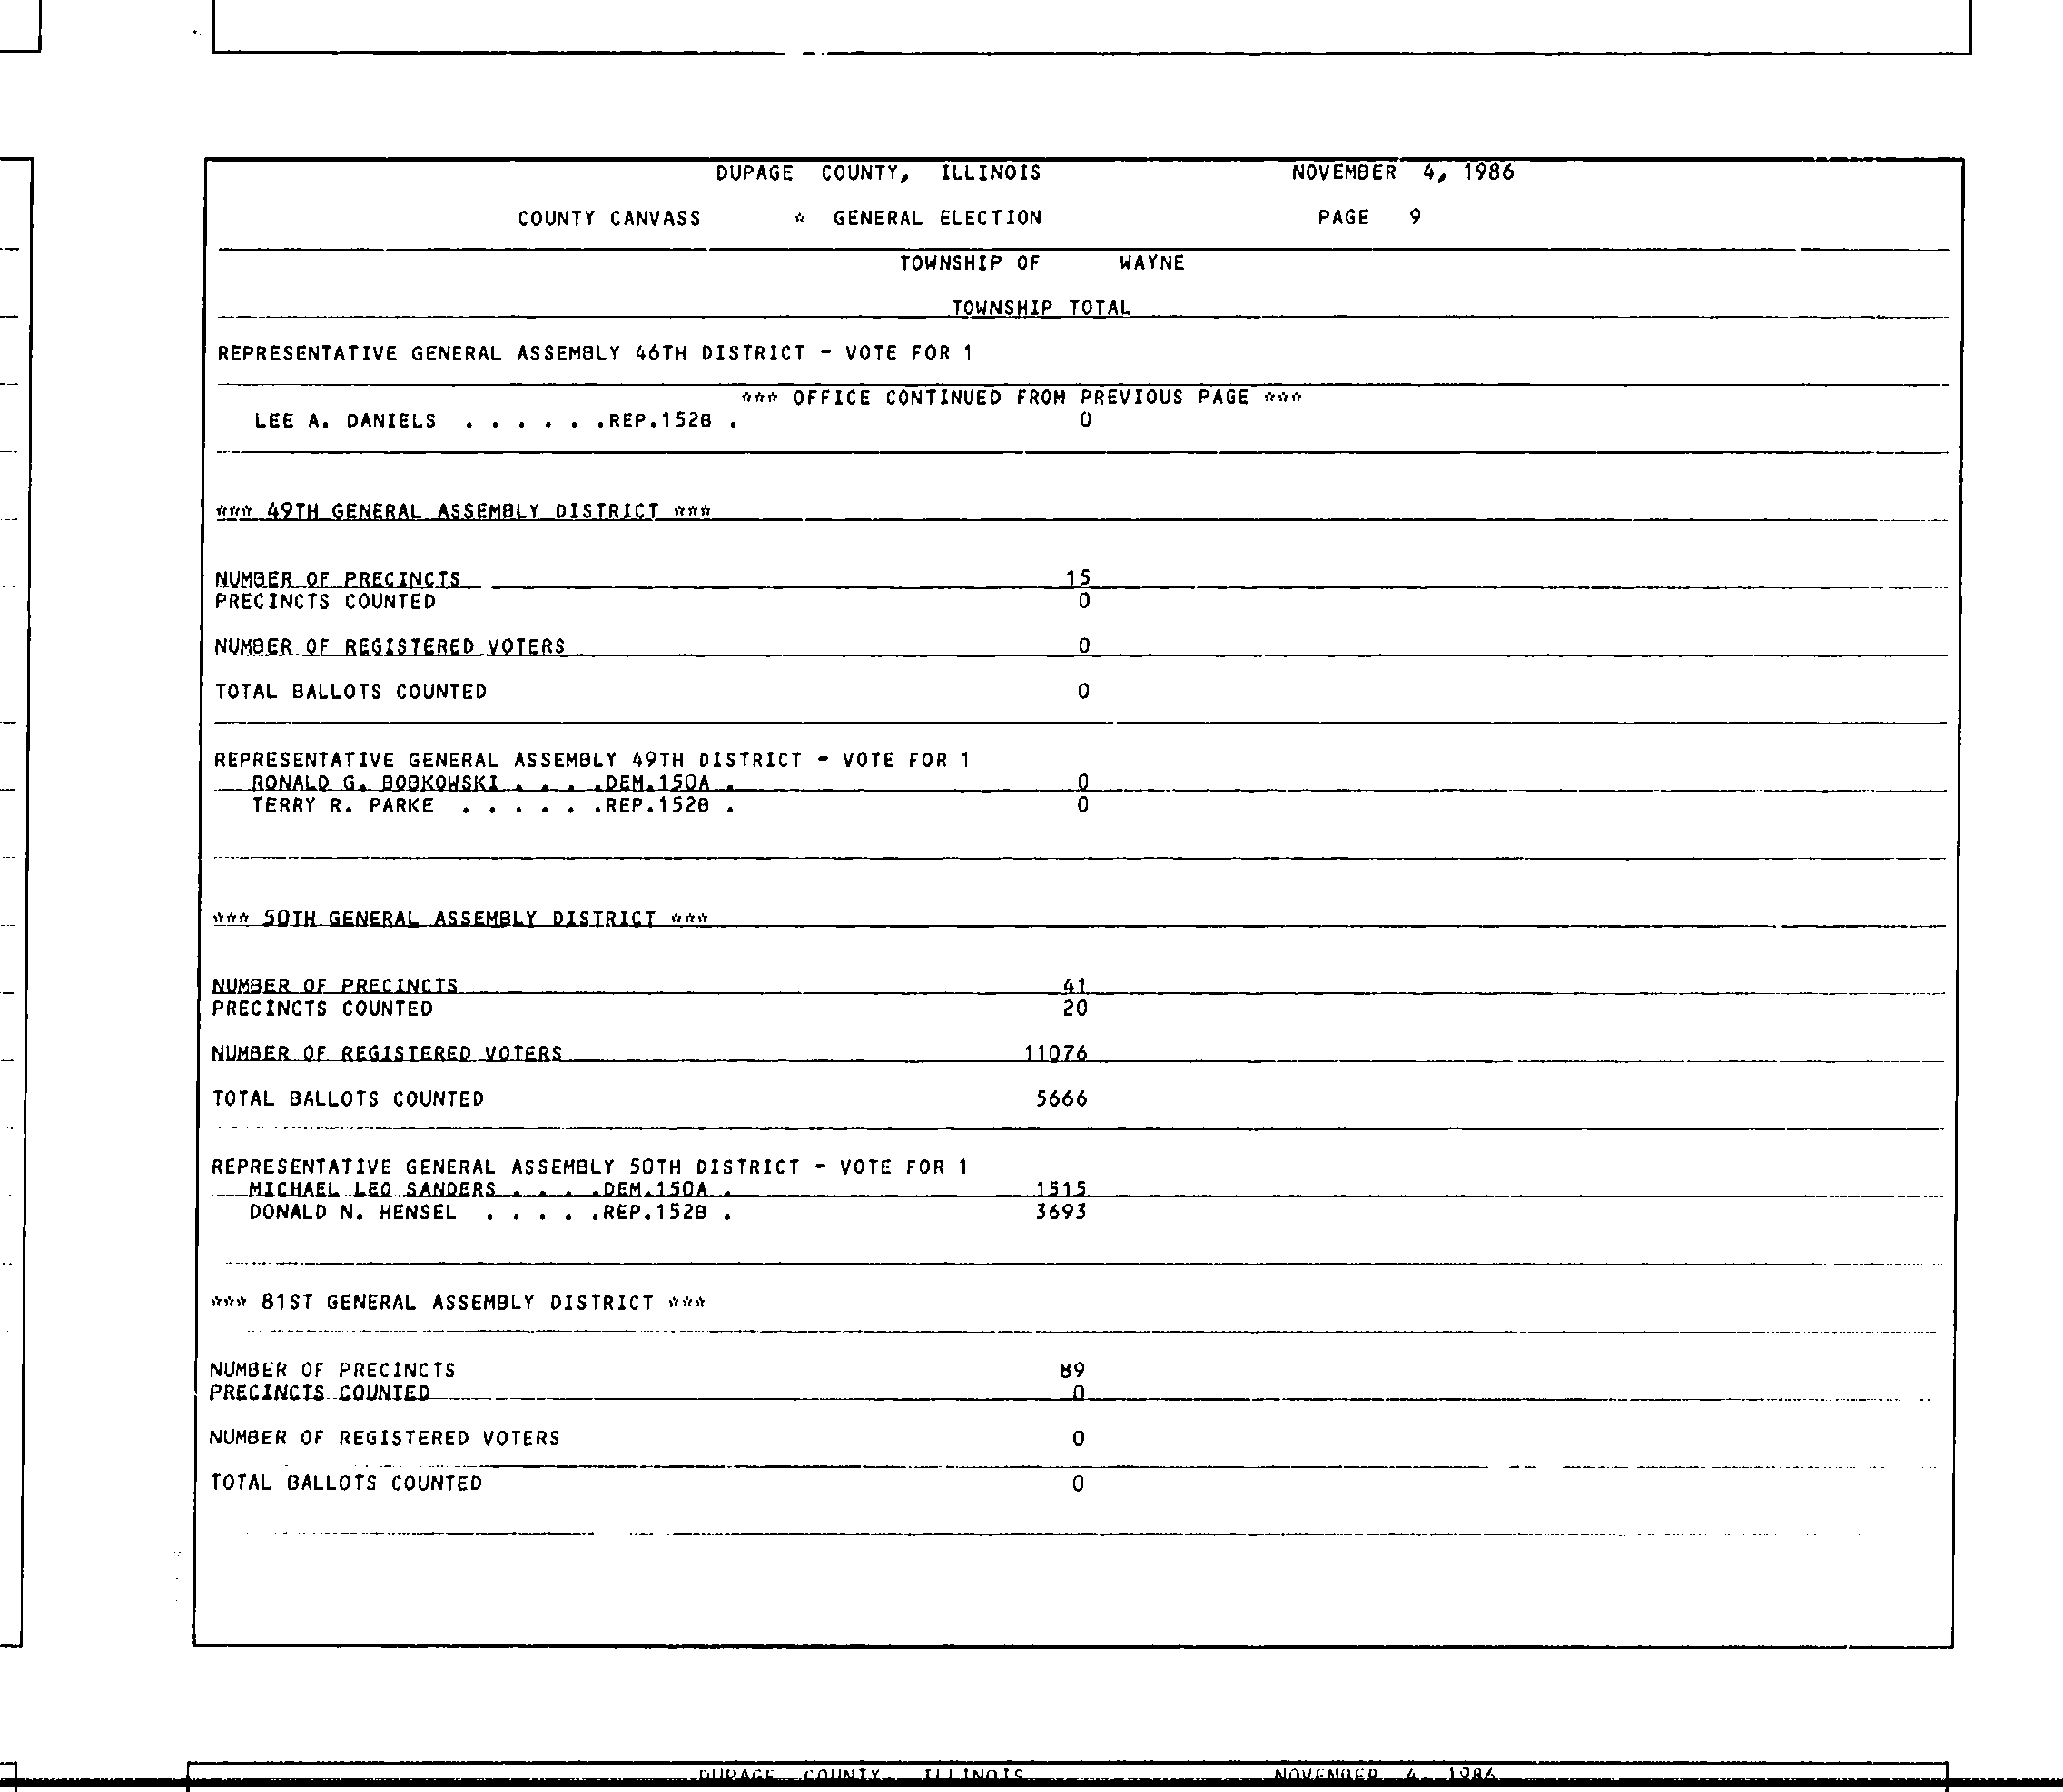 DUPAGE COUNTY, ILLINOIS NOVEMBER 4, 1986
COUNTY CANVASS * GENERAL ELECTION PAGE 9
TOWNSHIP OF WAYNE
TOWNSHIP TOTAL
REPRESENTATIVE GENERAL ASSEMBLY 46TH DISTRICT - VOTE FOR 1
*** OFFICE CONTINUED FROM PREVIOUS PAGE ***
LEE A. DANIELS . . . . . .REP.152B . 0
*** 49TH GENERAL ASSEMBLY DISTRICT ***
NUMBER OF PRECINCTS 15
PRECINCTS COUNTED 0
NUMBER OF REGISTERED VOTERS 0
TOTAL BALLOTS COUNTED 0
REPRESENTATIVE GENERAL ASSEMBLY 49TH DISTRICT - VOTE FOR 1
RONALD G. BOBKOWSKI . . . .DEM.150A . 0
TERRY R. PARKE . . . . . .REP.152B . 0
*** 50TH GENERAL ASSEMBLY DISTRICT ***
NUMBER OF PRECINCTS 41
PRECINCTS COUNTED 20
NUMBER OF REGISTERED VOTERS 11076
TOTAL BALLOTS COUNTED 5666
REPRESENTATIVE GENERAL ASSEMBLY 50TH DISTRICT - VOTE FOR 1
MICHAEL LEO SANDERS . . . .DEM.150A . 1515
DONALD N. HENSEL . . . . .REP.152B . 3693
*** 81ST GENERAL ASSEMBLY DISTRICT ***
NUMBER OF PRECINCTS 89
PRECINCTS COUNTED 0
NUMBER OF REGISTERED VOTERS 0
TOTAL BALLOTS COUNTED 0
DUPAGE COUNTY, ILLINOIS NOVEMBER 4, 1986